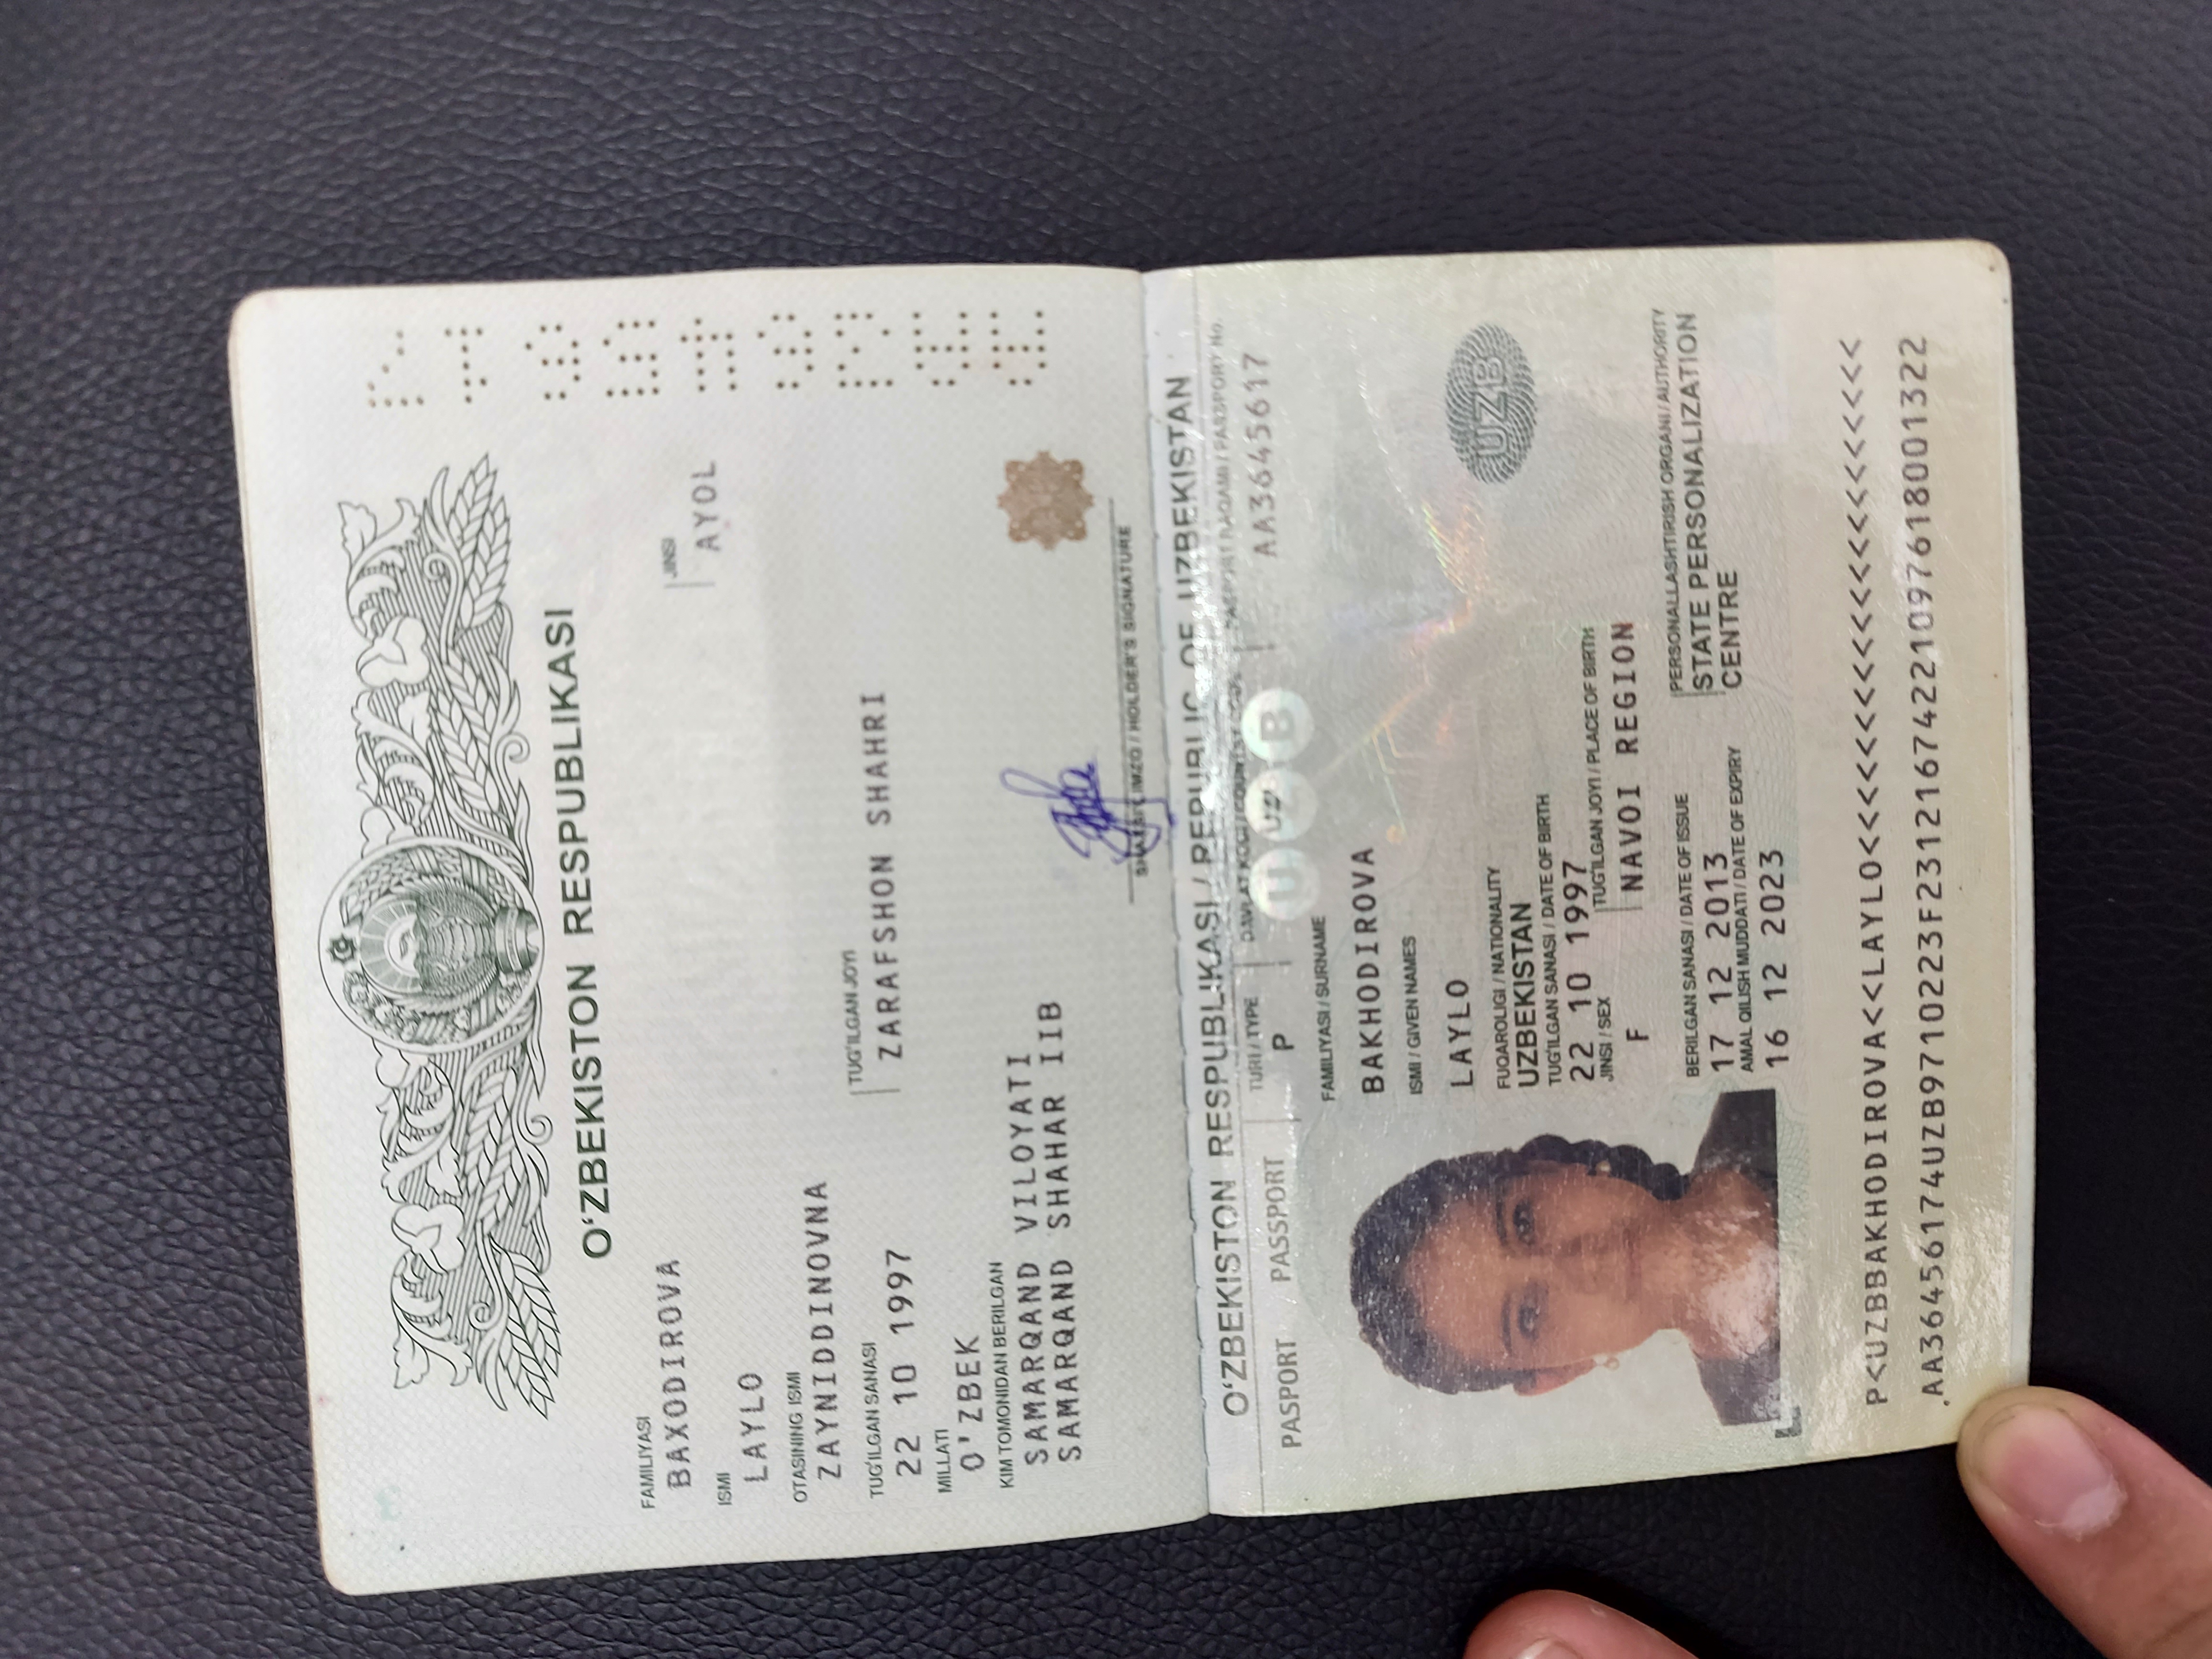 O‘ZBEKISTON RESPUBLIKASI
FAMILIYASI
BAXODIROVA
JINSI
AYOL
ISMI
LAYLO
OTASINING ISMI
ZAYNIDDINOVNA
TUG‘ILGAN SANASI
22 10 1997
TUG‘ILGAN JOYI
ZARAFSHON SHAHRI
MILLATI
O'ZBEK
KIM TOMONIDAN BERILGAN
SAMARQAND VILOYATI
SAMARQAND SHAHAR IIB
SHAXSIY IMZO / HOLDER'S SIGNATURE
AA3645617
O‘ZBEKISTON RESPUBLIKASI / REPUBLIC OF UZBEKISTAN
PASPORT PASSPORT
TURI / TYPE
P
DAVLAT KODI / COUNTRY CODE
UZB
PASPORT RAQAMI / PASSPORT No.
AA3645617
FAMILIYASI / SURNAME
BAKHODIROVA
ISMI / GIVEN NAMES
LAYLO
FUQAROLIGI / NATIONALITY
UZBEKISTAN
UZB
TUG‘ILGAN SANASI / DATE OF BIRTH
22 10 1997
JINSI / SEX
F
TUG‘ILGAN JOYI / PLACE OF BIRTH
NAVOI REGION
BERILGAN SANASI / DATE OF ISSUE
17 12 2013
PERSONALLASHTIRISH ORGANI / AUTHORITY
STATE PERSONALIZATION
CENTRE
AMAL QILISH MUDDATI / DATE OF EXPIRY
16 12 2023
P<UZBBAKHODIROVA<<LAYLO<<<<<<<<<<<<<<<<<<<<<
AA36456174UZB9710223F23121674221097618001322